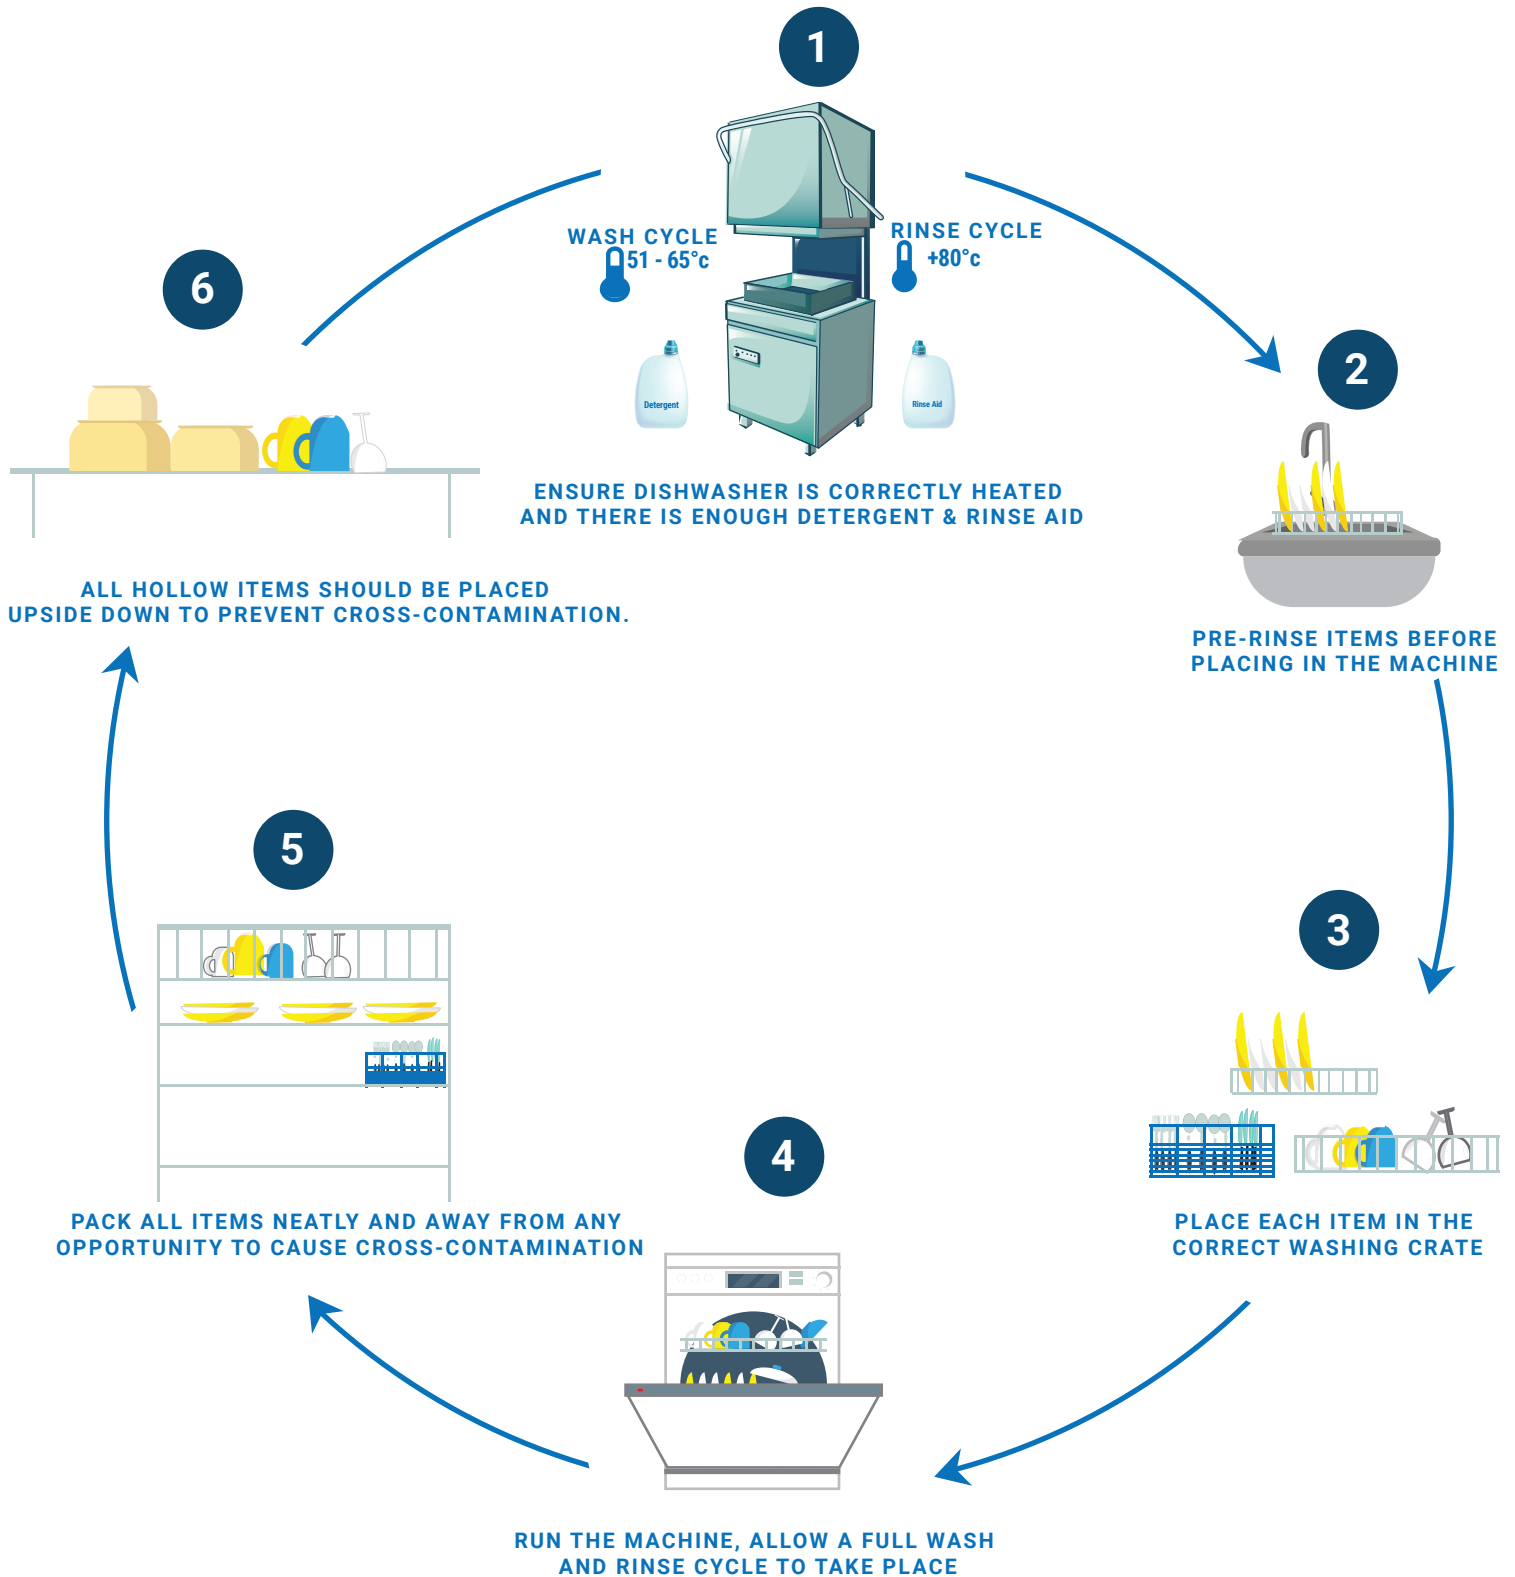 1
WASH CYCLE
51 - 65°c
RINSE CYCLE
+80°c
Detergent
Rinse Aid
ENSURE DISHWASHER IS CORRECTLY HEATED
AND THERE IS ENOUGH DETERGENT & RINSE AID
2
PRE-RINSE ITEMS BEFORE
PLACING IN THE MACHINE
3
PLACE EACH ITEM IN THE
CORRECT WASHING CRATE
4
RUN THE MACHINE, ALLOW A FULL WASH
AND RINSE CYCLE TO TAKE PLACE
5
PACK ALL ITEMS NEATLY AND AWAY FROM ANY
OPPORTUNITY TO CAUSE CROSS-CONTAMINATION
6
ALL HOLLOW ITEMS SHOULD BE PLACED
UPSIDE DOWN TO PREVENT CROSS-CONTAMINATION.